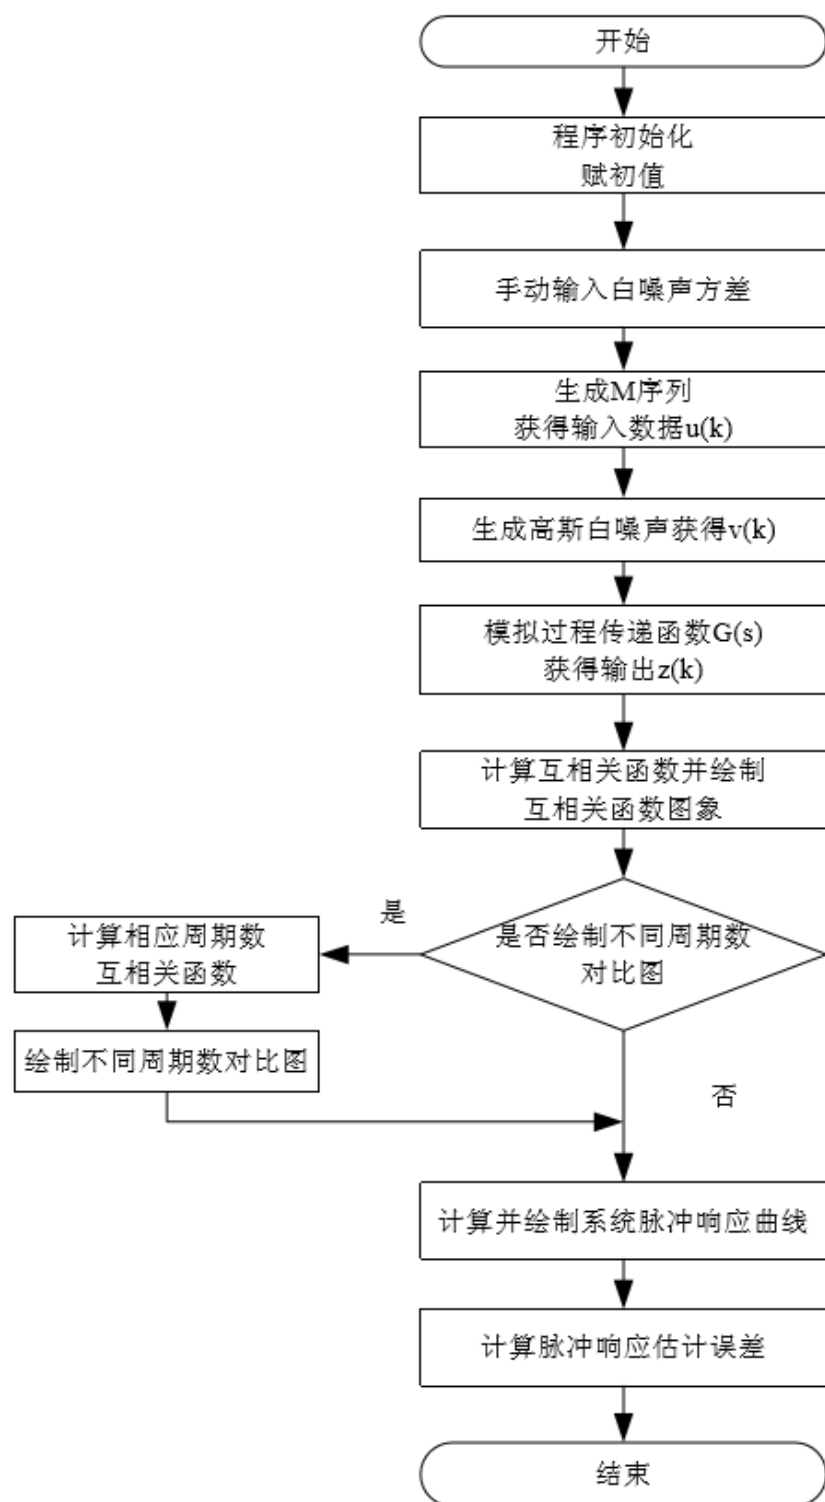 开始
程序初始化
赋初值
手动输入白噪声方差
生成M序列
获得输入数据u(k)
生成高斯白噪声获得v(k)
模拟过程传递函数G(s)
获得输出z(k)
计算互相关函数并绘制
互相关函数图象
是否绘制不同周期数
对比图
是
计算相应周期数
互相关函数
绘制不同周期数对比图
否
计算并绘制系统脉冲响应曲线
计算脉冲响应估计误差
结束